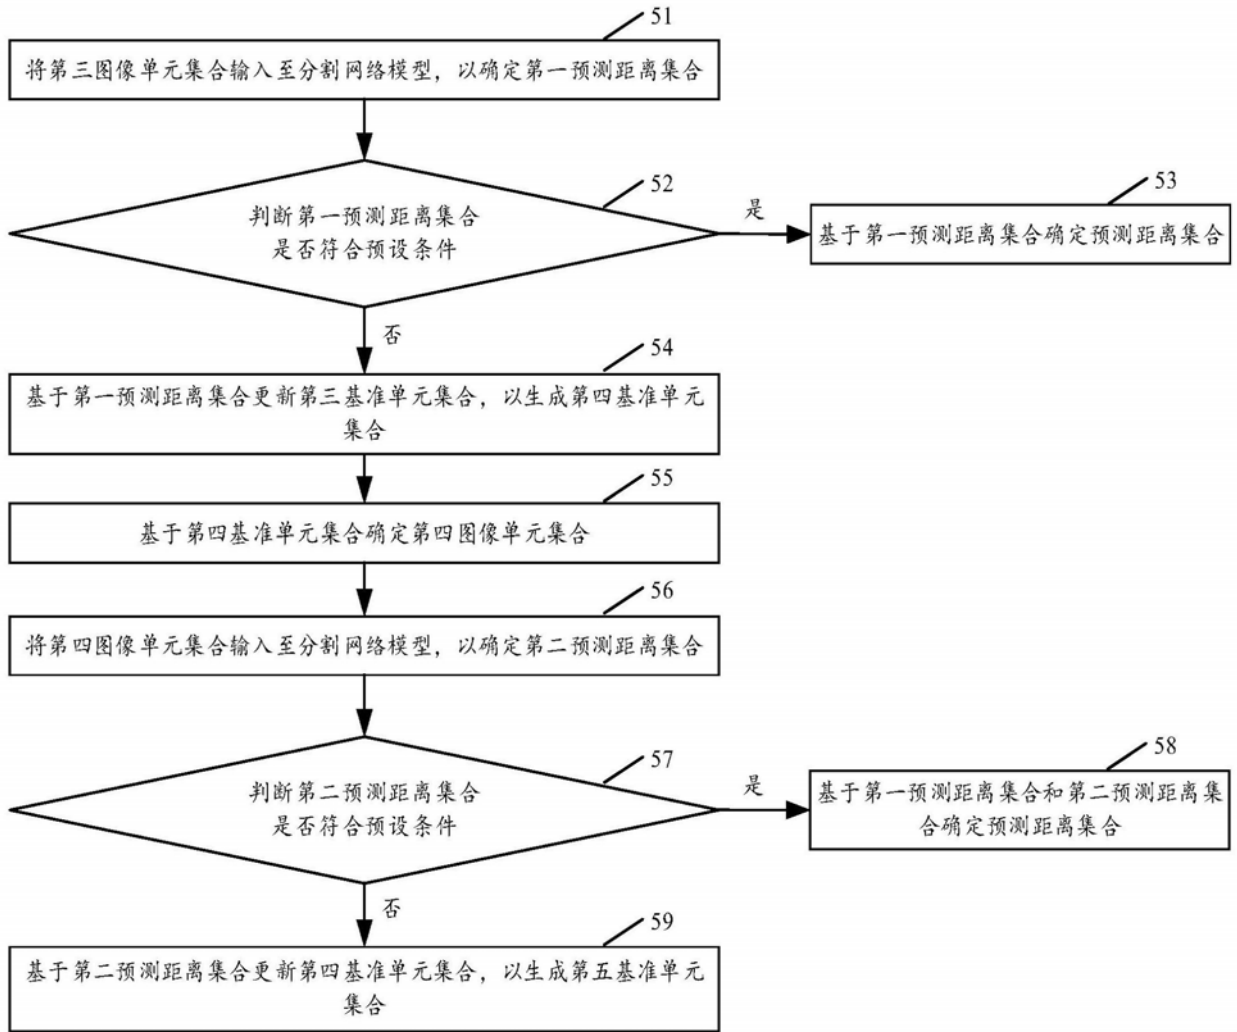 51
将第三图像单元集合输入至分割网络模型，以确定第一预测距离集合
52
判断第一预测距离集合
是否符合预设条件
是
53
基于第一预测距离集合确定预测距离集合
否
54
基于第一预测距离集合更新第三基准单元集合，以生成第四基准单元
集合
55
基于第四基准单元集合确定第四图像单元集合
56
将第四图像单元集合输入至分割网络模型，以确定第二预测距离集合
57
判断第二预测距离集合
是否符合预设条件
是
58
基于第一预测距离集合和第二预测距离集
合确定预测距离集合
否
59
基于第二预测距离集合更新第四基准单元集合，以生成第五基准单元
集合